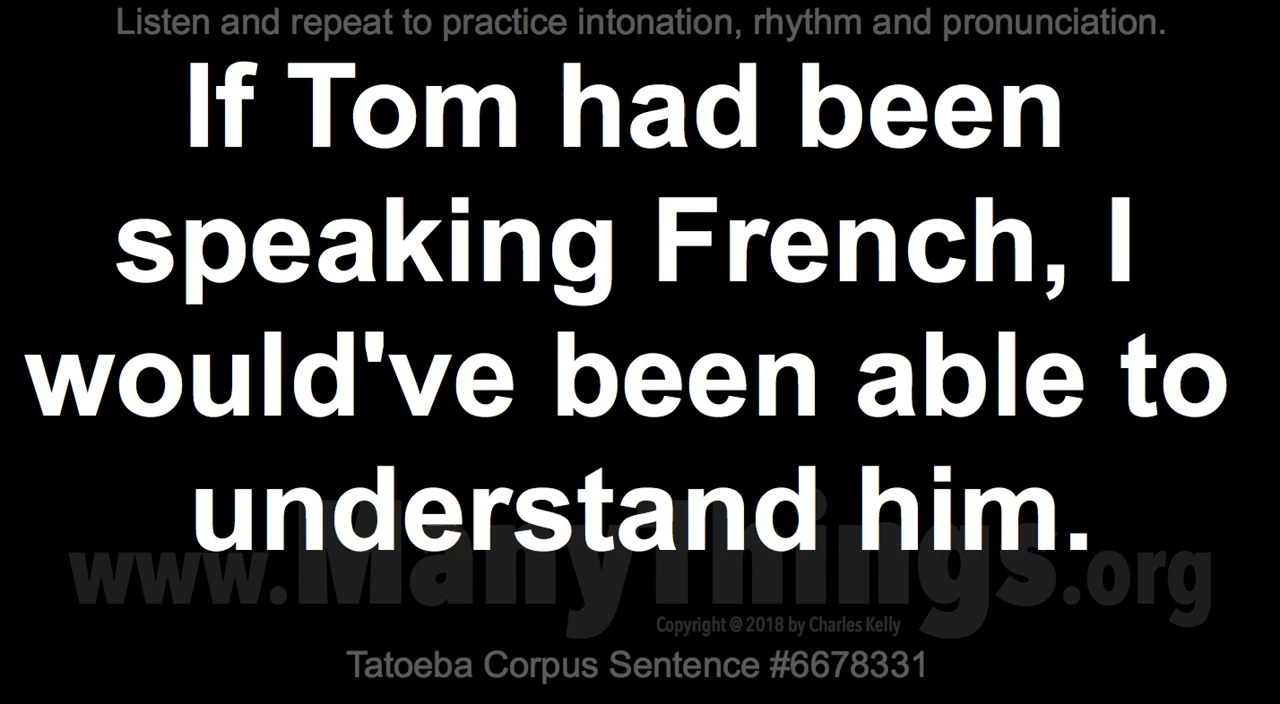 Listen and repeat to practice intonation, rhythm and pronunciation.
If Tom had been
speaking French, I
would've been able to
understand him.
www.ManyThings.org
Copyright @ 2018 by Charles Kelly
Tatoeba Corpus Sentence #6678331